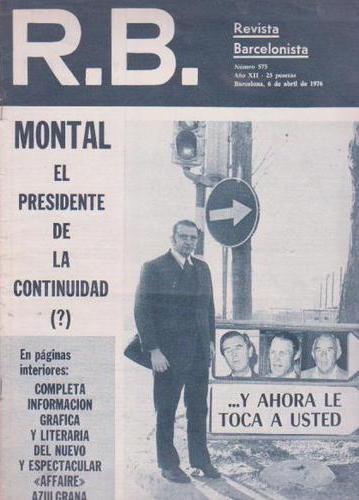 R.B.
Revista
Barcelonista
Número 575
Año XII - 25 pesetas
Barcelona, 6 de abril de 1976
MONTAL
EL
PRESIDENTE
DE
LA
CONTINUIDAD
(?)
En páginas
interiores:
COMPLETA
INFORMACION
GRAFICA
Y LITERARIA
DEL NUEVO
Y ESPECTACULAR
«AFFAIRE»
AZULGRANA
...Y AHORA LE
TOCA A USTED